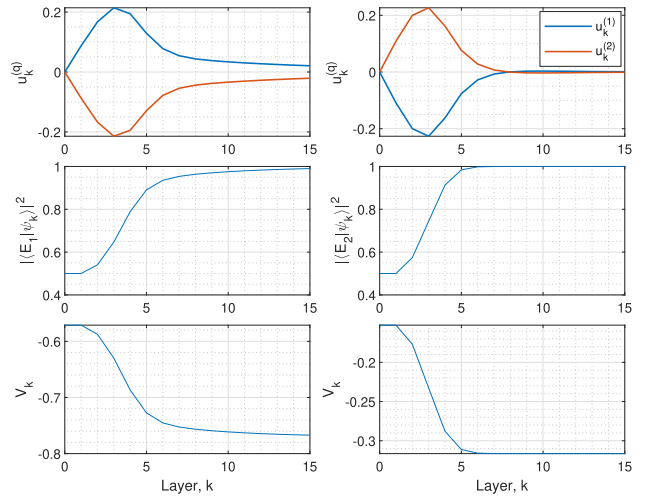 0.2
0
-0.2
u_k^{(q)}
0 5 10 15
0.2
0
-0.2
u_k^{(q)}
0 5 10 15
u_k^{(1)}
u_k^{(2)}
1
0.8
0.6
0.4
|⟨E_1|ψ_k⟩|^2
0 5 10 15
1
0.8
0.6
0.4
|⟨E_2|ψ_k⟩|^2
0 5 10 15
-0.6
-0.7
-0.8
V_k
0 5 10 15
Layer, k
-0.2
-0.25
-0.3
V_k
0 5 10 15
Layer, k